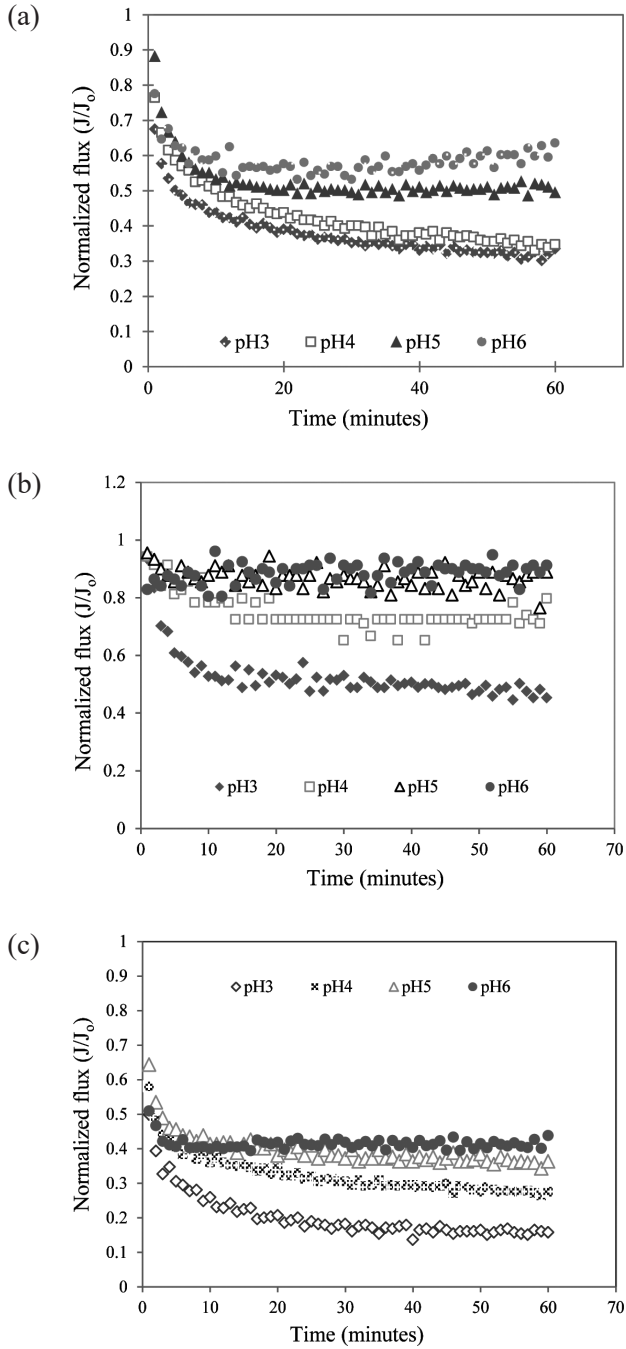 (a)
Normalized flux (J/Jo)
1
0.9
0.8
0.7
0.6
0.5
0.4
0.3
0.2
0.1
0
pH3 pH4 pH5 pH6
0 20 40 60
Time (minutes)
(b)
Normalized flux (J/Jo)
1.2
1
0.8
0.6
0.4
0.2
0
pH3 pH4 pH5 pH6
0 10 20 30 40 50 60 70
Time (minutes)
(c)
Normalized flux (J/Jo)
1
0.9
0.8
0.7
0.6
0.5
0.4
0.3
0.2
0.1
0
pH3 pH4 pH5 pH6
0 10 20 30 40 50 60 70
Time (minutes)